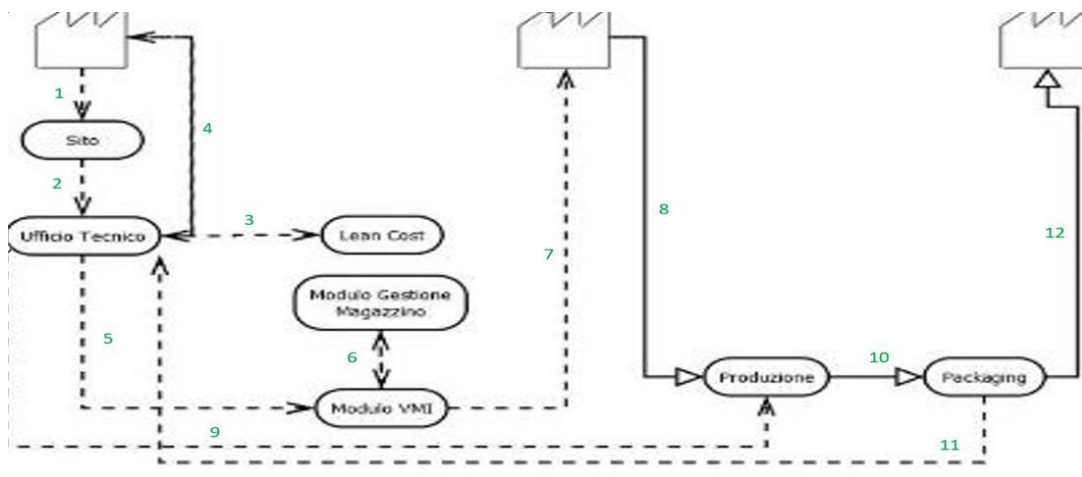 1
Sito
4
2
Ufficio Tecnico
3
Lean Cost
8
12
7
Modulo Gestione
Magazzino
5
6
Modulo VMI
Produzione
10
Packaging
9
11